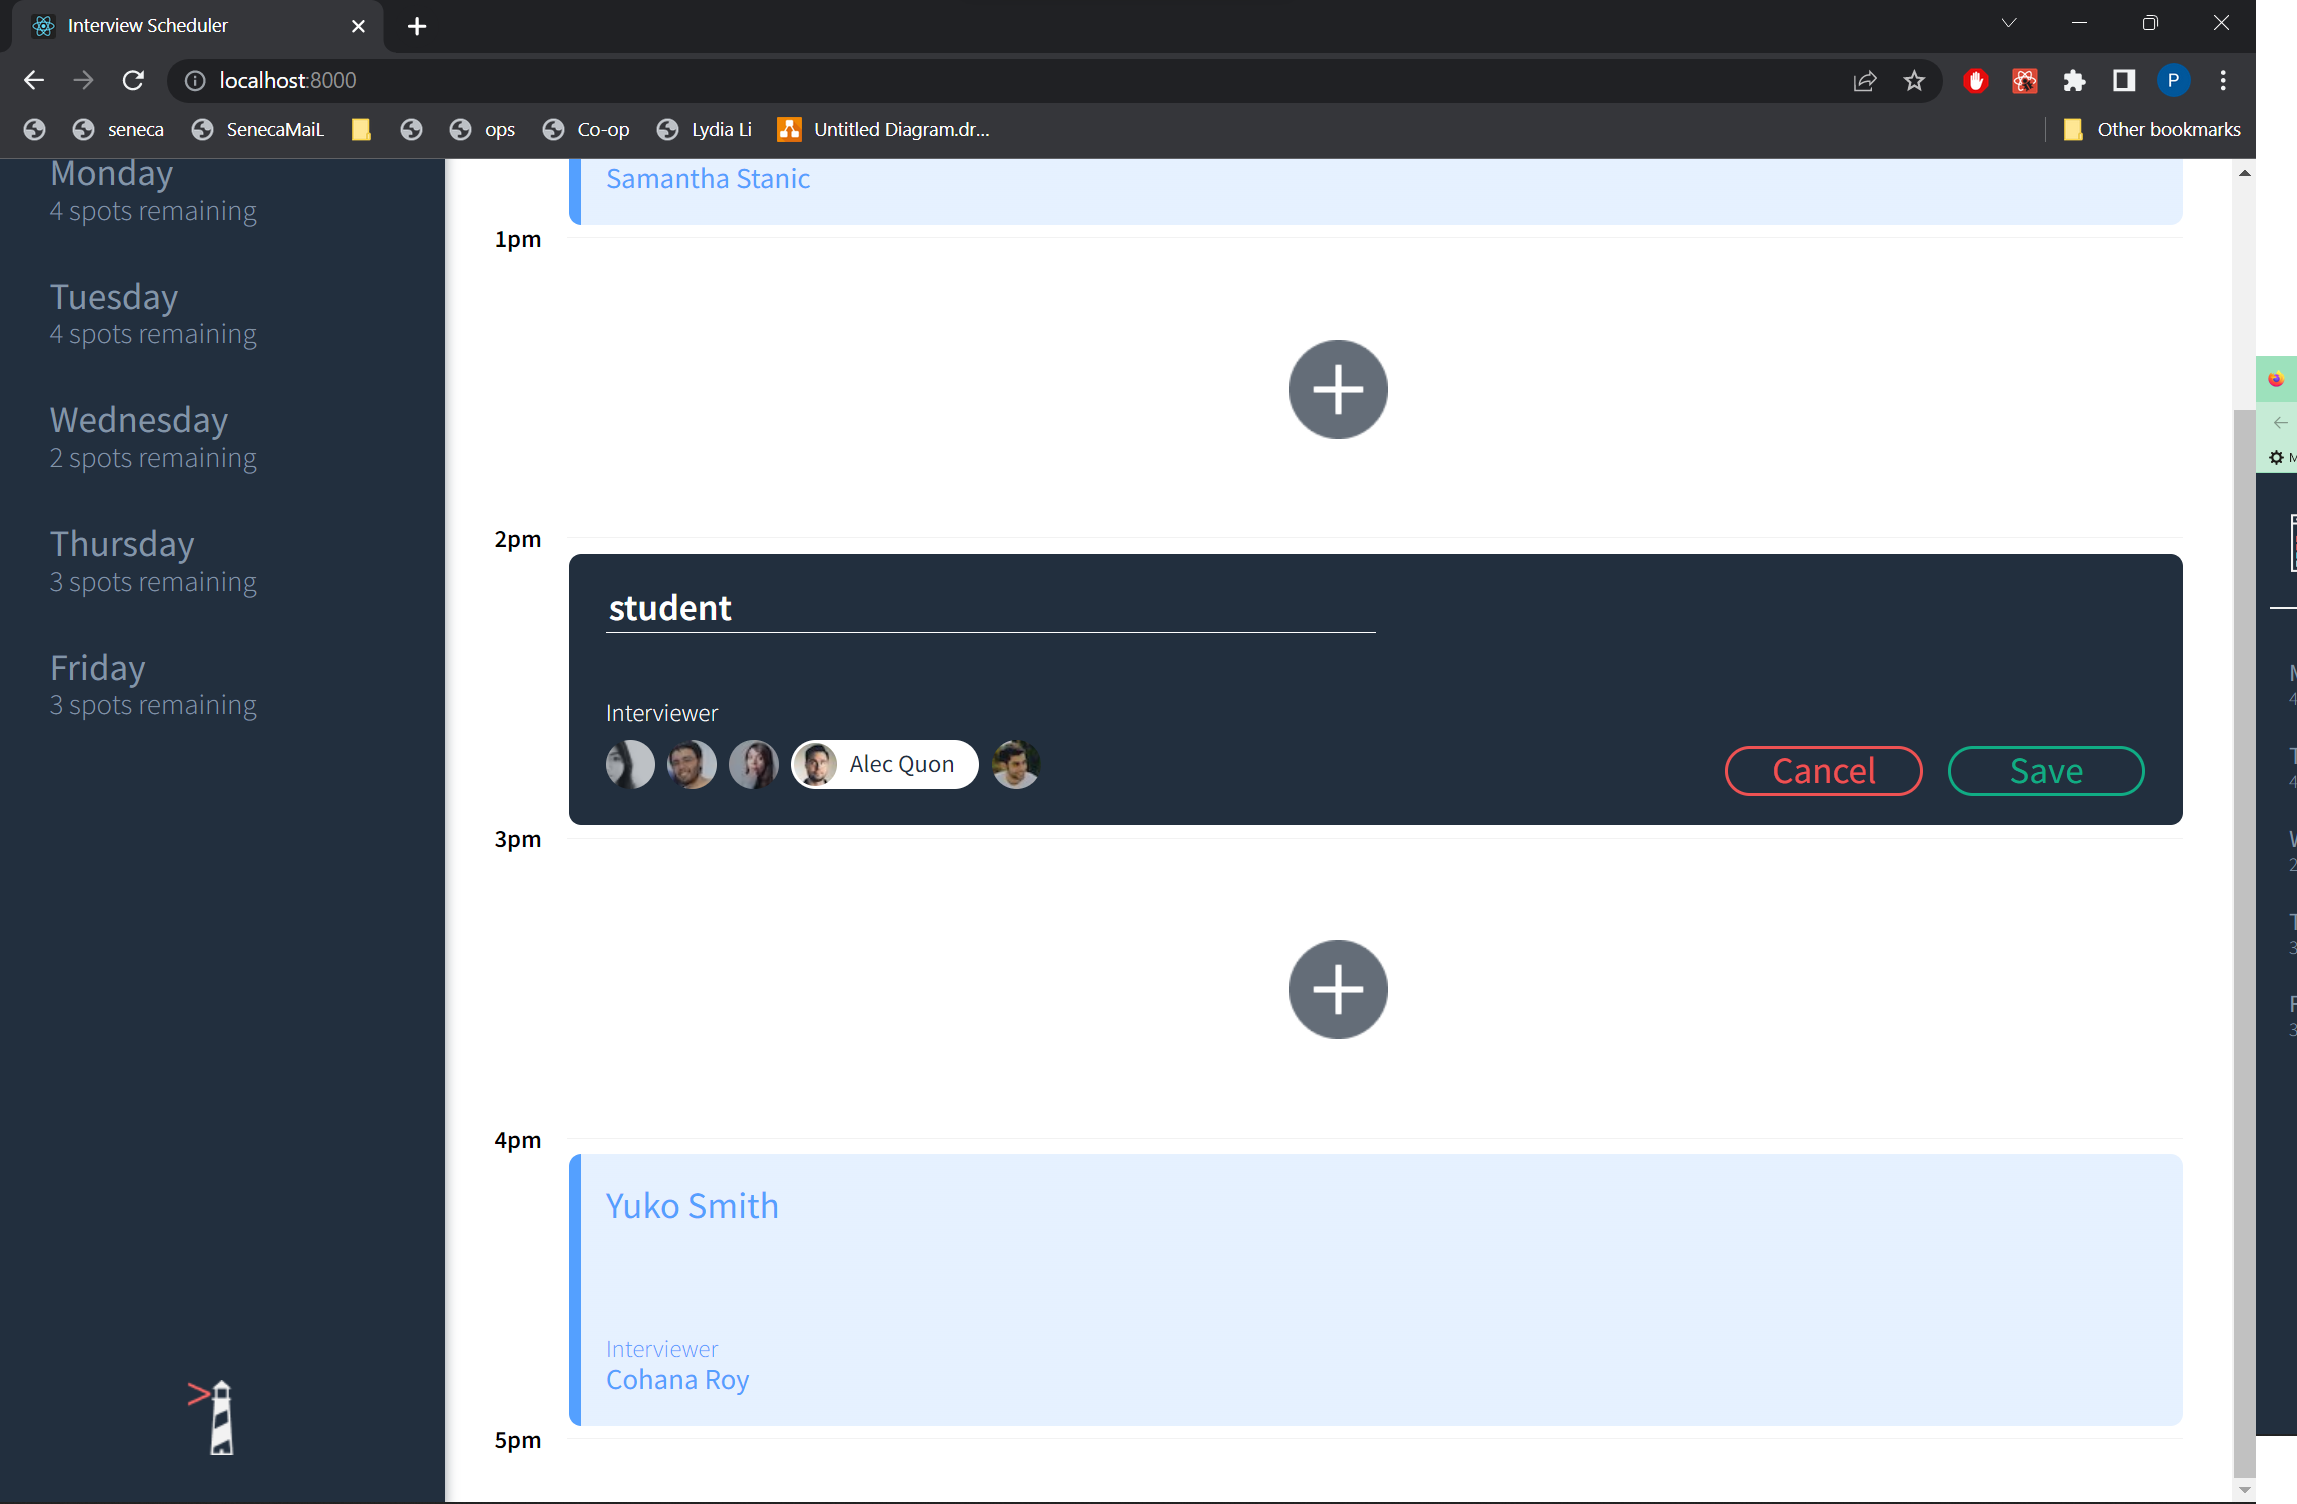 Interview Scheduler
localhost:8000
seneca
SenecaMaiL
ops
Co-op
Lydia Li
Untitled Diagram.dr...
Other bookmarks
Monday
4 spots remaining
Tuesday
4 spots remaining
Wednesday
2 spots remaining
Thursday
3 spots remaining
Friday
3 spots remaining
Samantha Stanic
1pm
2pm
student
Interviewer
Alec Quon
Cancel
Save
3pm
4pm
Yuko Smith
Interviewer
Cohana Roy
5pm
P